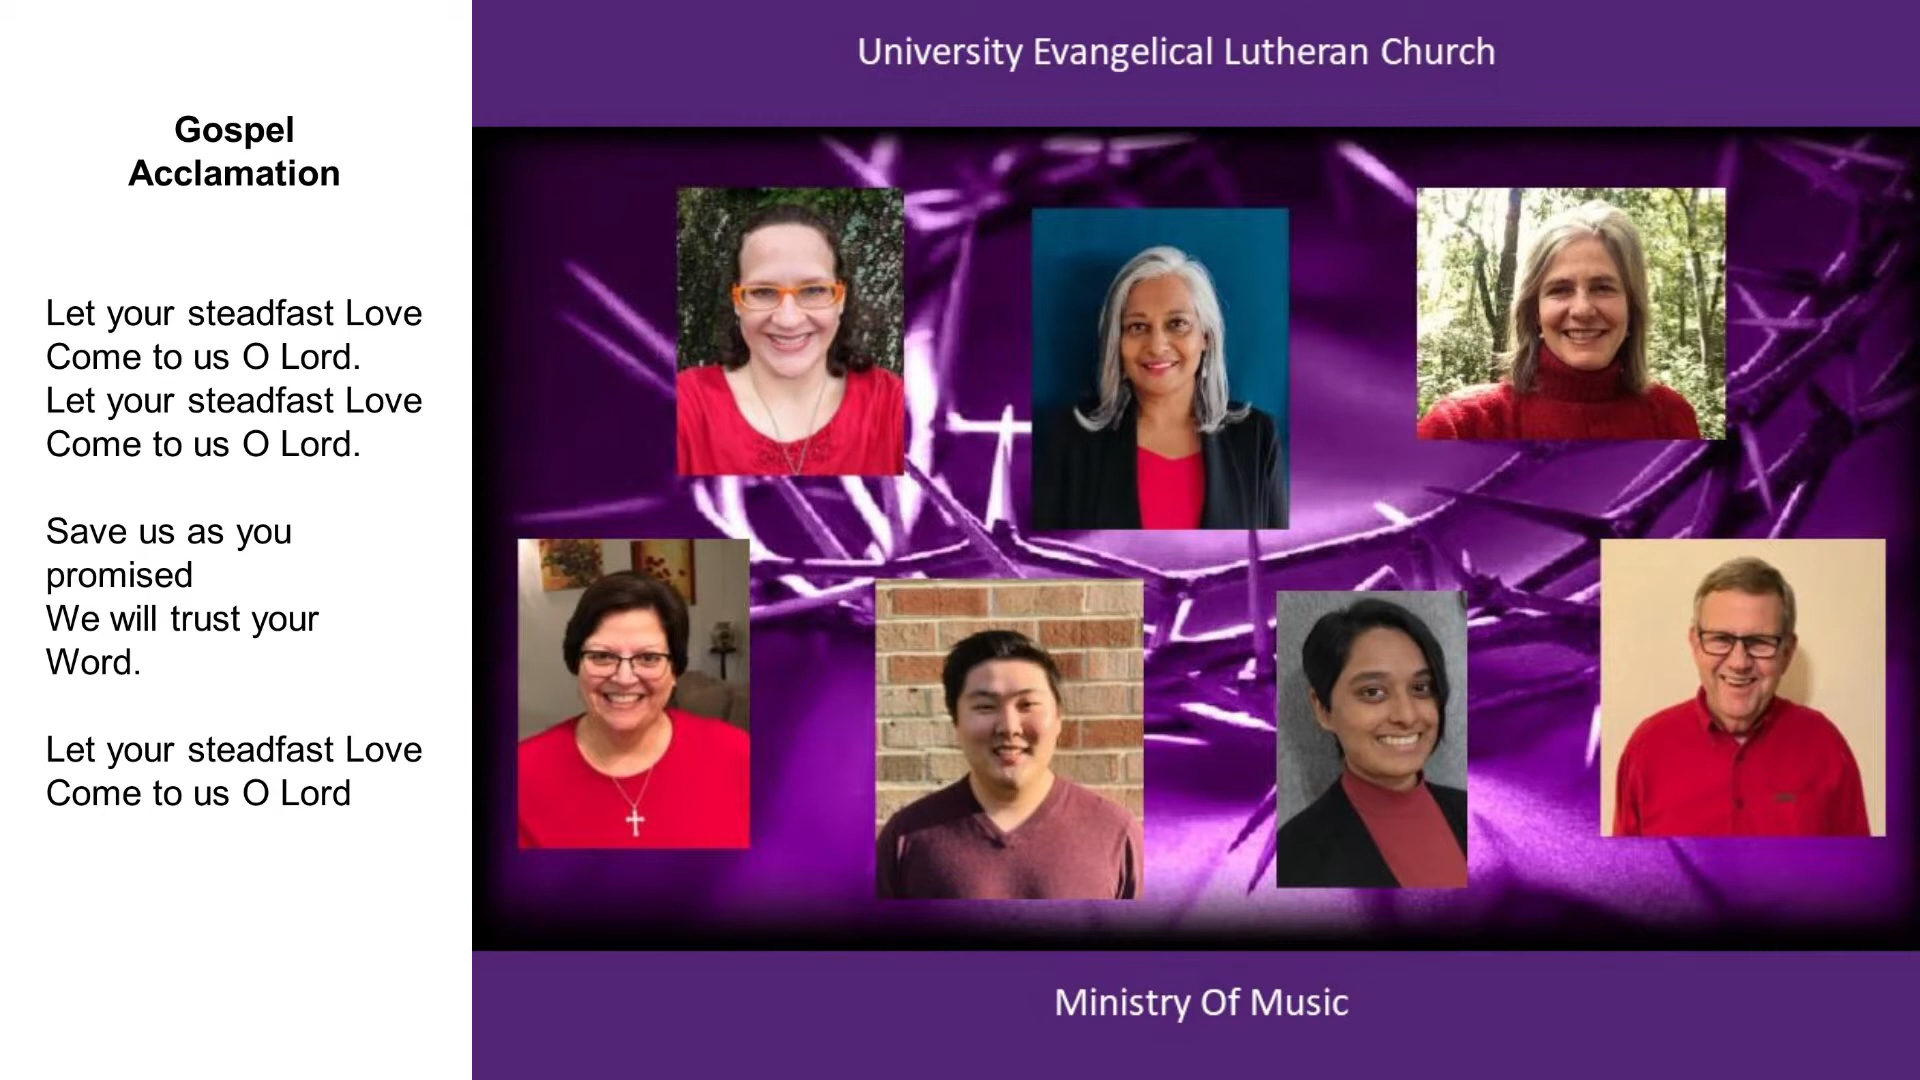 Gospel
Acclamation
Let your steadfast Love
Come to us O Lord.
Let your steadfast Love
Come to us O Lord.
Save us as you
promised
We will trust your
Word.
Let your steadfast Love
Come to us O Lord
University Evangelical Lutheran Church
Ministry Of Music